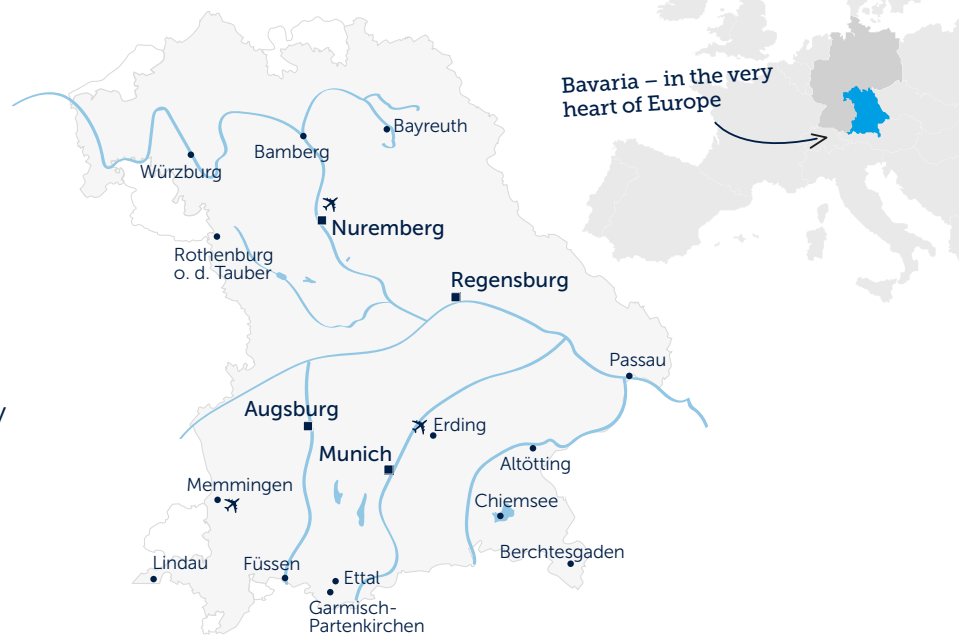 Bavaria – in the very
heart of Europe
Bayreuth
Bamberg
Würzburg
Nuremberg
Rothenburg
o. d. Tauber
Regensburg
Passau
Augsburg
Erding
Munich
Altötting
Memmingen
Chiemsee
Berchtesgaden
Lindau
Füssen
Ettal
Garmisch-
Partenkirchen